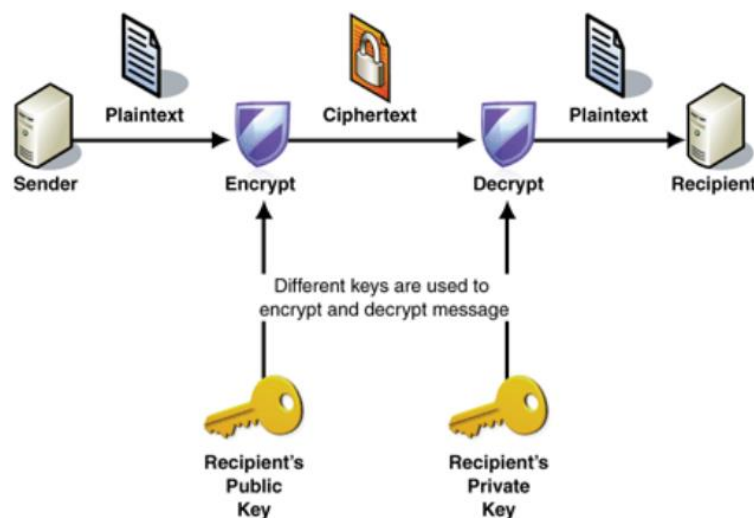 Plaintext
Ciphertext
Plaintext
Sender
Encrypt
Decrypt
Recipient
Different keys are used to
encrypt and decrypt message
Recipient's
Public
Key
Recipient's
Private
Key